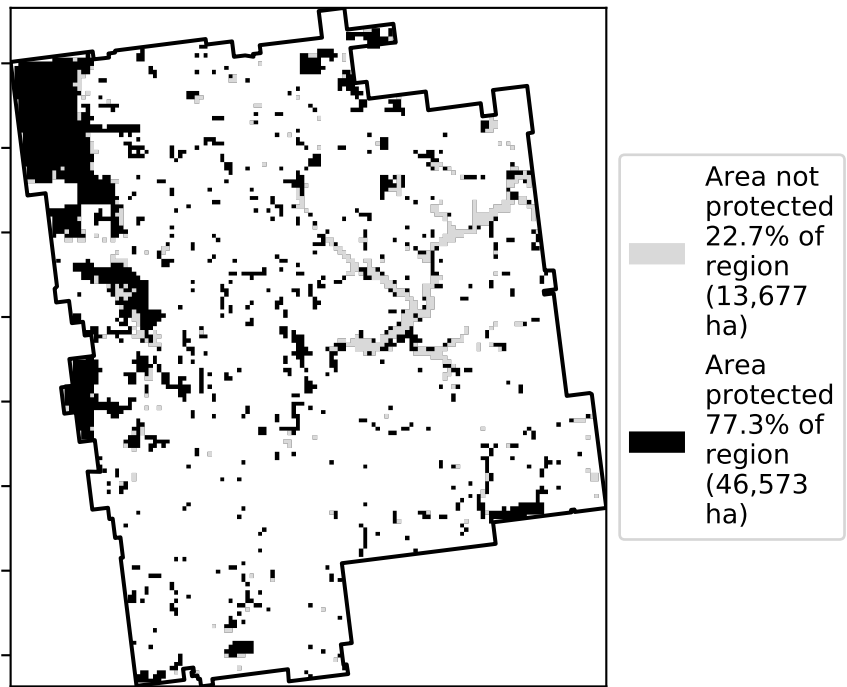 Area not
protected
22.7% of
region
(13,677
ha)
Area
protected
77.3% of
region
(46,573
ha)